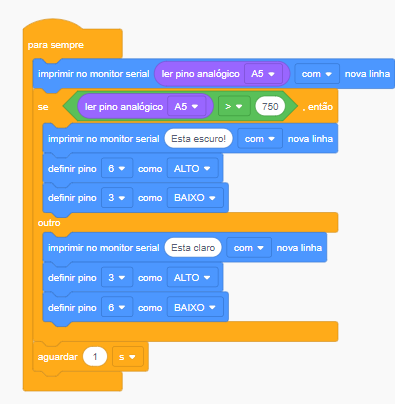 para sempre
imprimir no monitor serial ler pino analógico A5 com nova linha
se ler pino analógico A5 > 750 , então
imprimir no monitor serial Esta escuro! com nova linha
definir pino 6 como ALTO
definir pino 3 como BAIXO
outro
imprimir no monitor serial Esta claro com nova linha
definir pino 3 como ALTO
definir pino 6 como BAIXO
aguardar 1 s